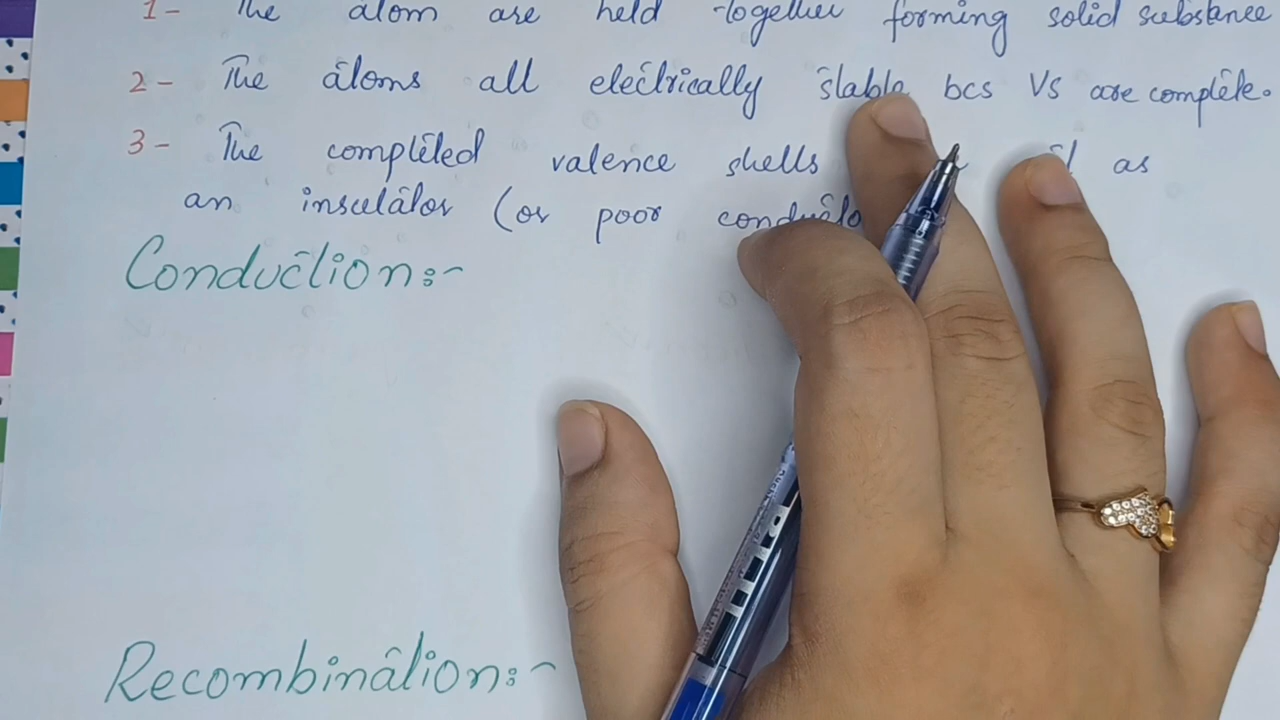 1- The atom are held together forming solid substance
2- The atoms all electrically stable bcs VS are complete.
3- The completed valence shells as
an insulator (or poor
Conduction:-
Recombination:-